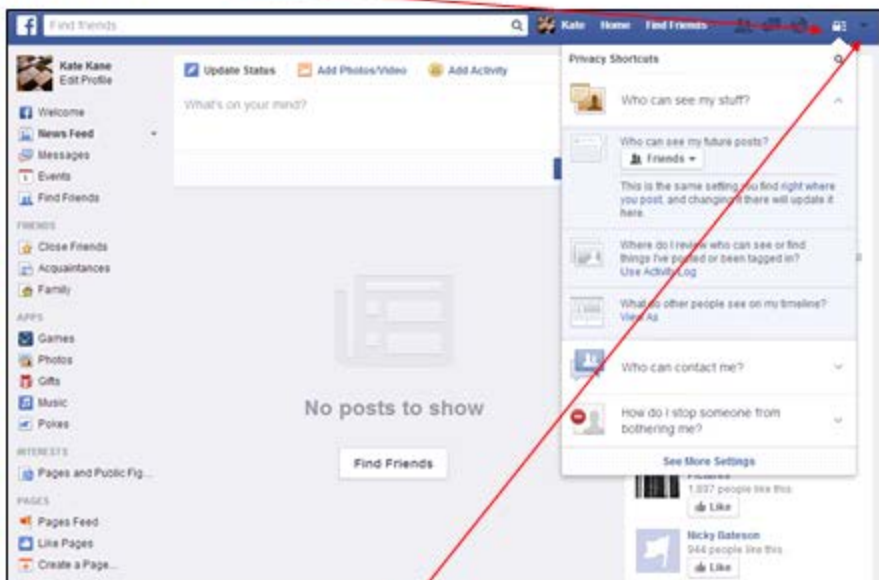 Find friends
Kate Home Find Friends
Kate Kane
Edit Profile
Welcome
News Feed
Messages
Events
Find Friends
FRIENDS
Close Friends
Acquaintances
Family
APPS
Games
Photos
Gifts
Music
Pokes
INTERESTS
Pages and Public Fig...
PAGES
Pages Feed
Like Pages
Create a Page...
Update Status Add Photos/Video Add Activity
What's on your mind?
No posts to show
Find Friends
Privacy Shortcuts
Who can see my stuff?
Who can see my future posts?
Friends
This is the same setting you find right where
you post, and changing it there will update it
here.
Where do I review who can see or find
things I've posted or been tagged in?
Use Activity Log
What do other people see on my timeline?
View As
Who can contact me?
How do I stop someone from
bothering me?
See More Settings
1,037 people like this.
Like
Nicky Bateson
944 people like this.
Like